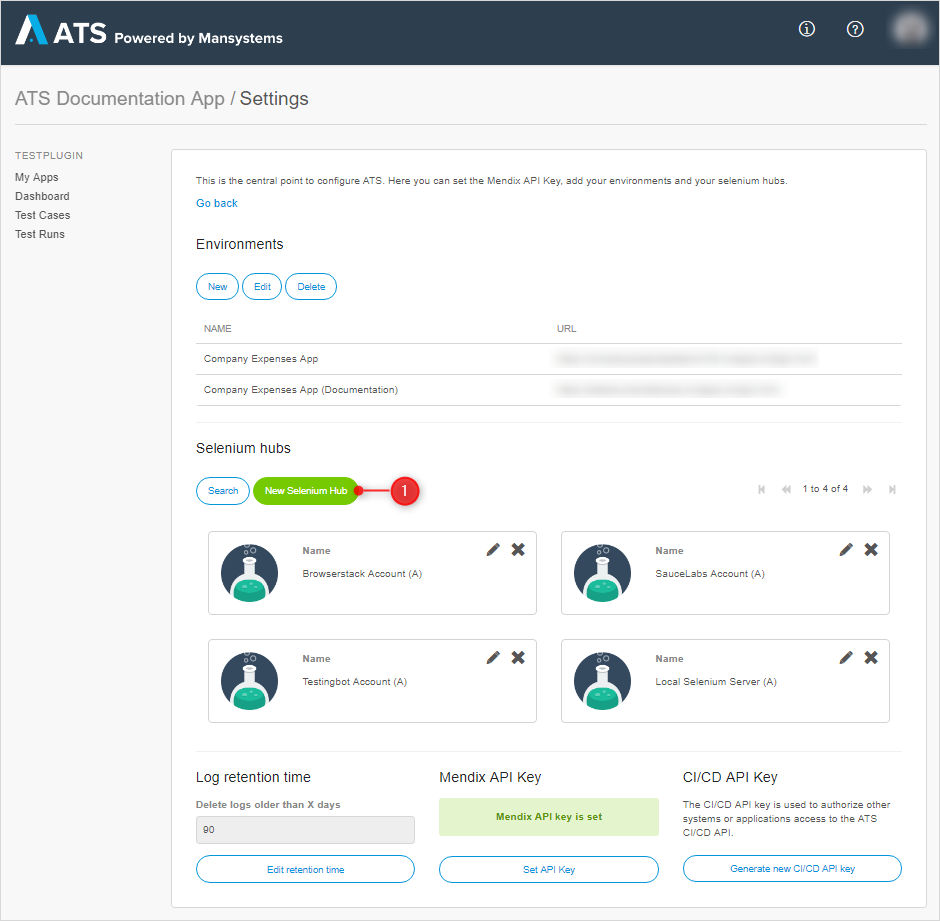 ATS Powered by Mansystems
ATS Documentation App / Settings
TESTPLUGIN
My Apps
Dashboard
Test Cases
Test Runs
This is the central point to configure ATS. Here you can set the Mendix API Key, add your environments and your selenium hubs.
Go back
Environments
New Edit Delete
NAME URL
Company Expenses App
Company Expenses App (Documentation)
Selenium hubs
Search New Selenium Hub 1 1 to 4 of 4
Name
Browserstack Account (A)
Name
SauceLabs Account (A)
Name
Testingbot Account (A)
Name
Local Selenium Server (A)
Log retention time
Delete logs older than X days
90
Edit retention time
Mendix API Key
Mendix API key is set
Set API Key
CI/CD API Key
The CI/CD API key is used to authorize other
systems or applications access to the ATS
CI/CD API.
Generate new CI/CD API key